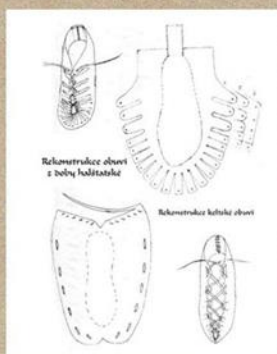 Rekonstrukce obuvi
z doby halštatské
Rekonstrukce keltské obuvi